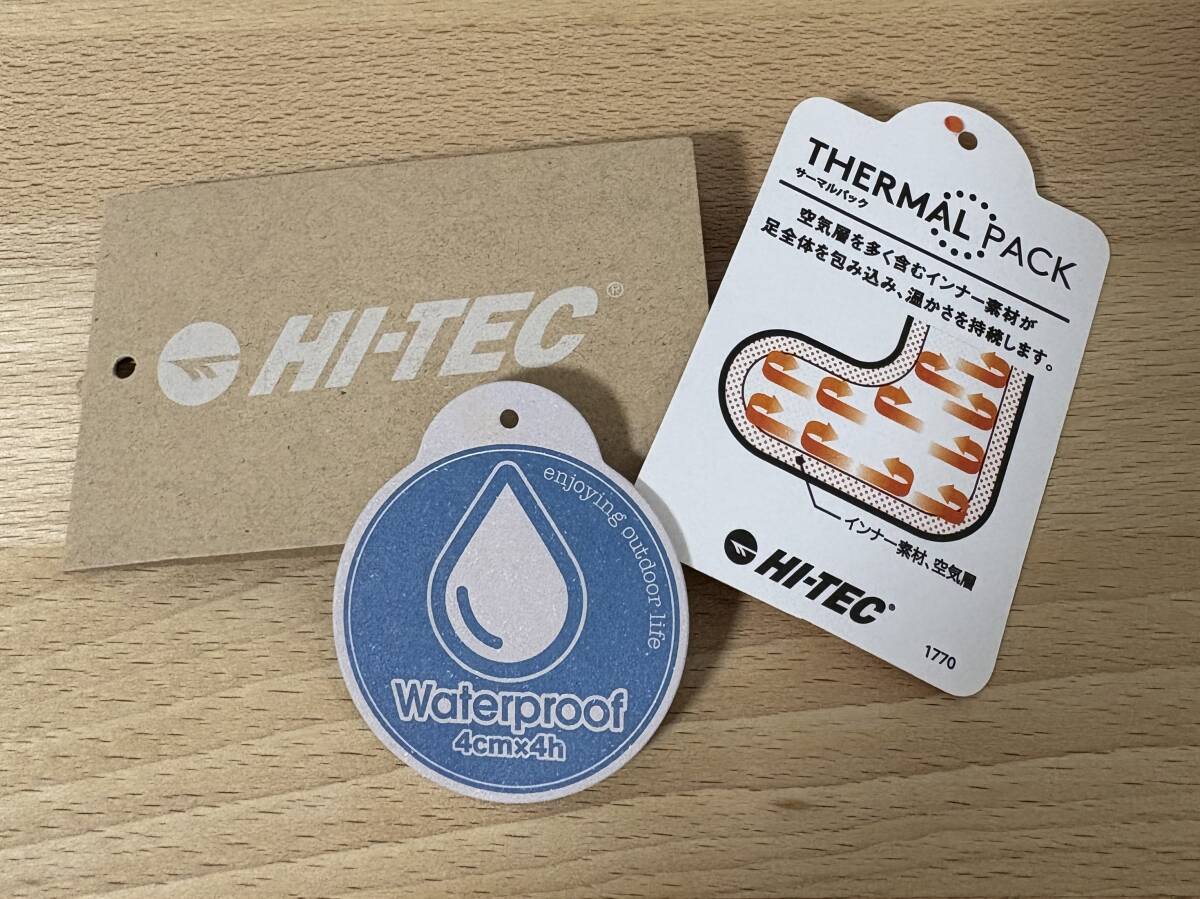 HI-TEC®
enjoying outdoor life.
Waterproof
4cm×4h
THERMAL PACK
サーマルパック
空気層を多く含むインナー素材が
足全体を包み込み、温かさを持続します。
インナー素材、空気層
HI-TEC®
1770